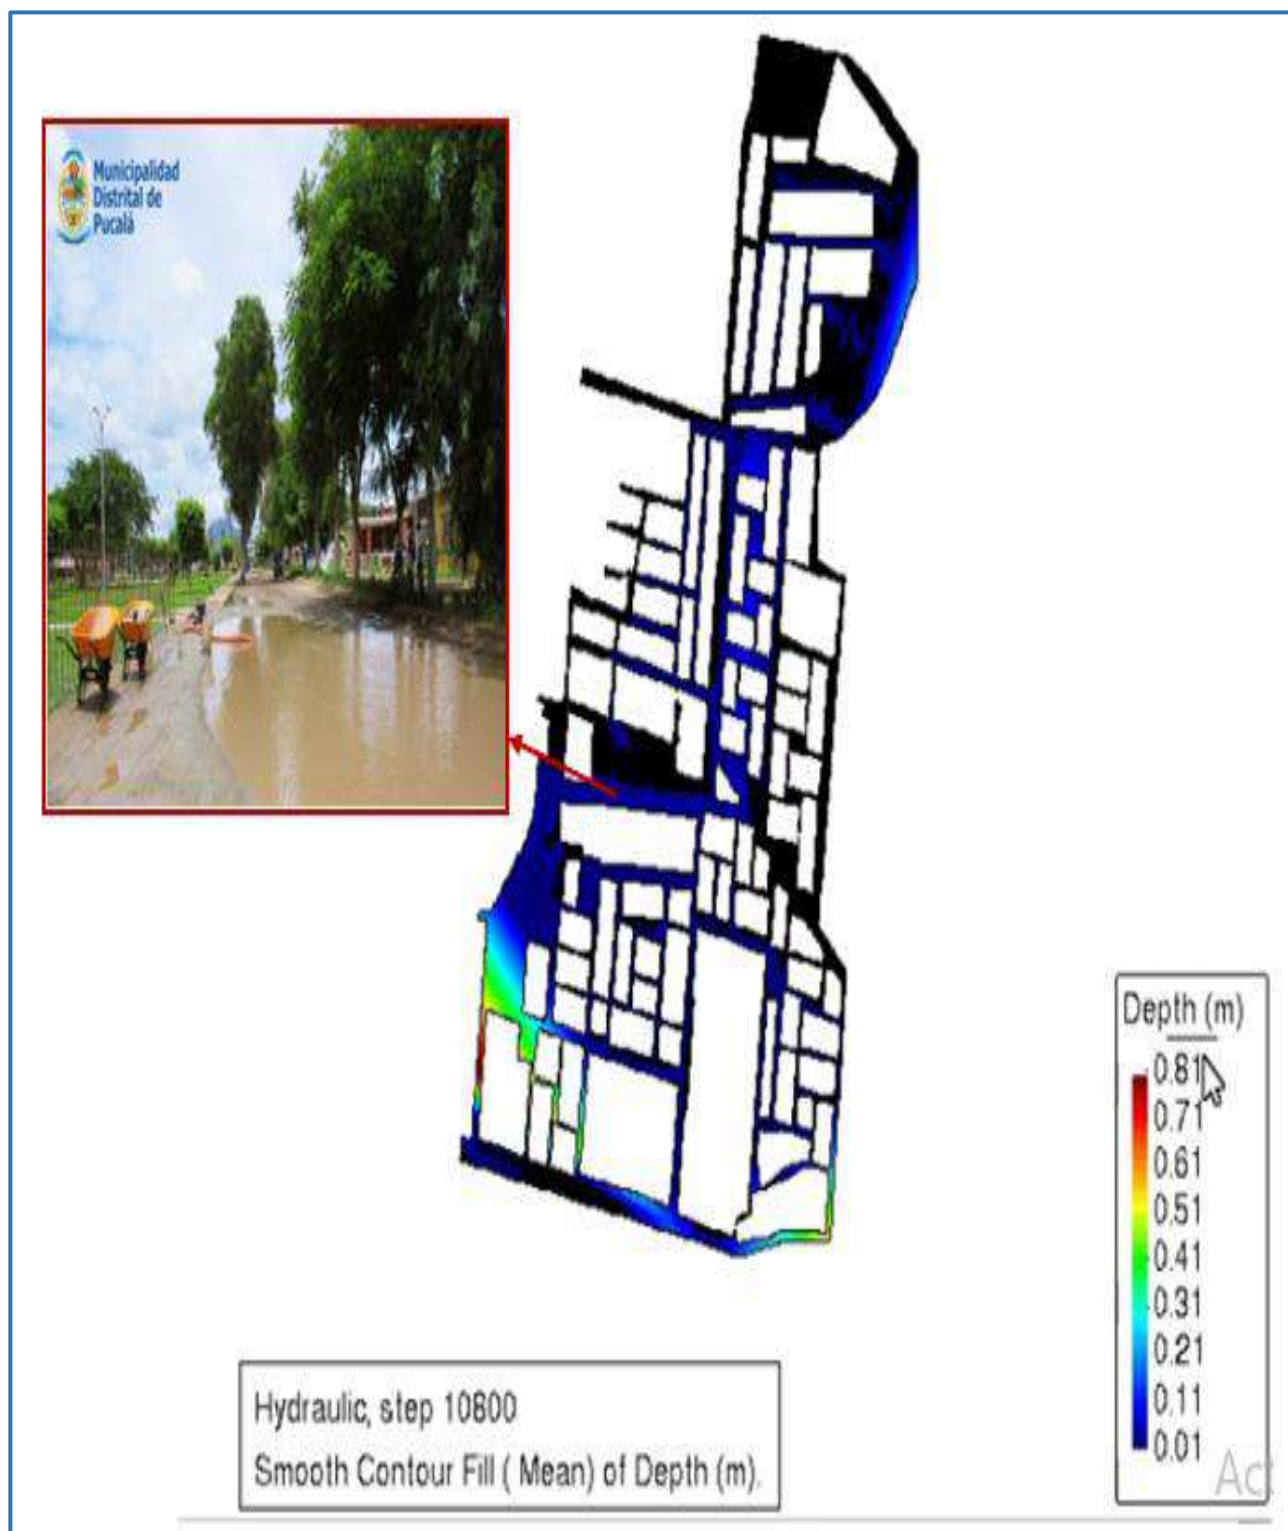 Municipalidad
Distrital de
Pucalá
Depth (m)
0.81
0.71
0.61
0.51
0.41
0.31
0.21
0.11
0.01
Hydraulic, step 10800
Smooth Contour Fill ( Mean) of Depth (m).
Act